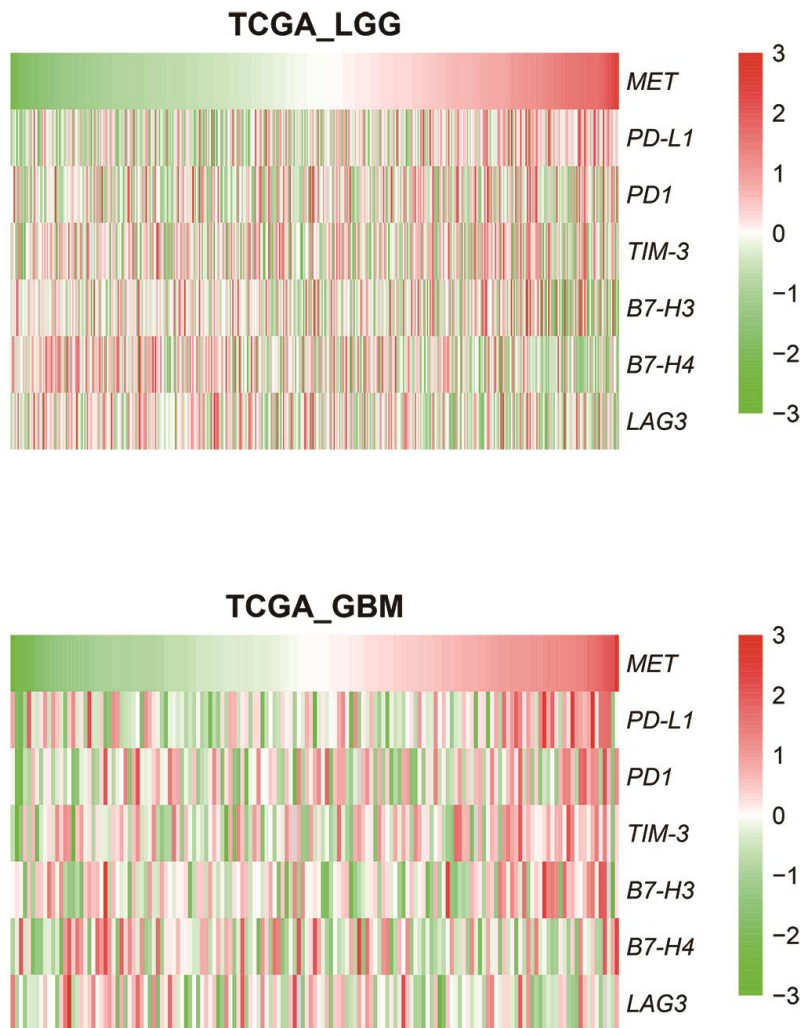 TCGA_LGG
MET
PD-L1
PD1
TIM-3
B7-H3
B7-H4
LAG3
3
2
1
0
−1
−2
−3
TCGA_GBM
MET
PD-L1
PD1
TIM-3
B7-H3
B7-H4
LAG3
3
2
1
0
−1
−2
−3